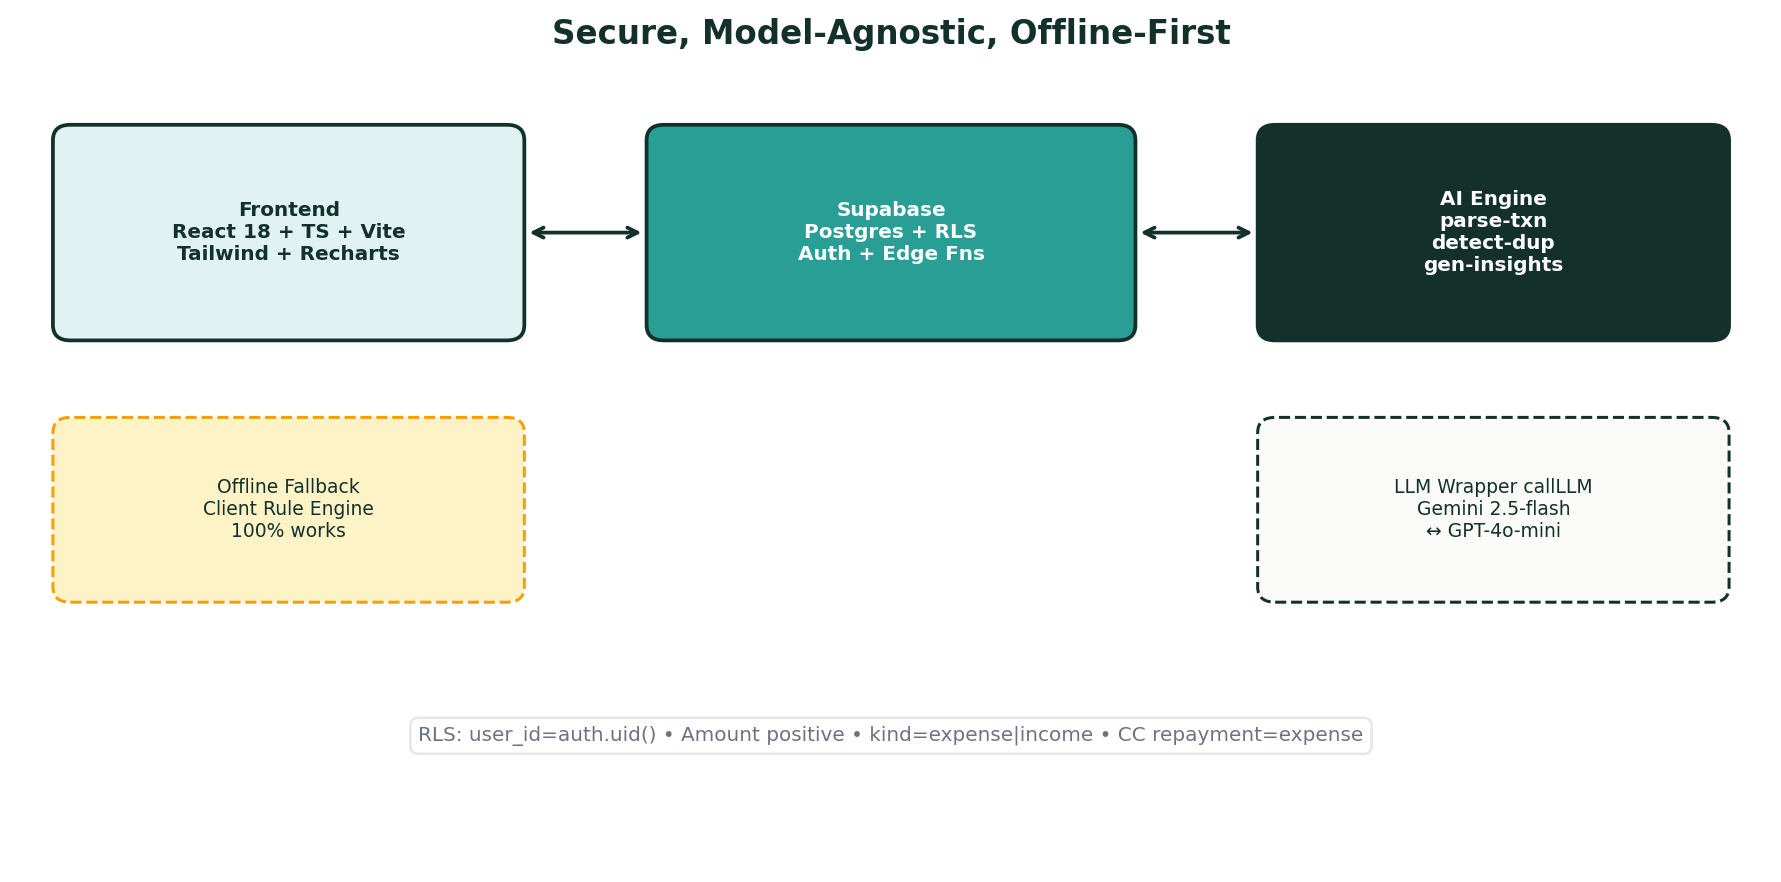 Secure, Model-Agnostic, Offline-First
Frontend
React 18 + TS + Vite
Tailwind + Recharts
Supabase
Postgres + RLS
Auth + Edge Fns
AI Engine
parse-txn
detect-dup
gen-insights
Offline Fallback
Client Rule Engine
100% works
LLM Wrapper callLLM
Gemini 2.5-flash
↔ GPT-4o-mini
RLS: user_id=auth.uid() • Amount positive • kind=expense|income • CC repayment=expense